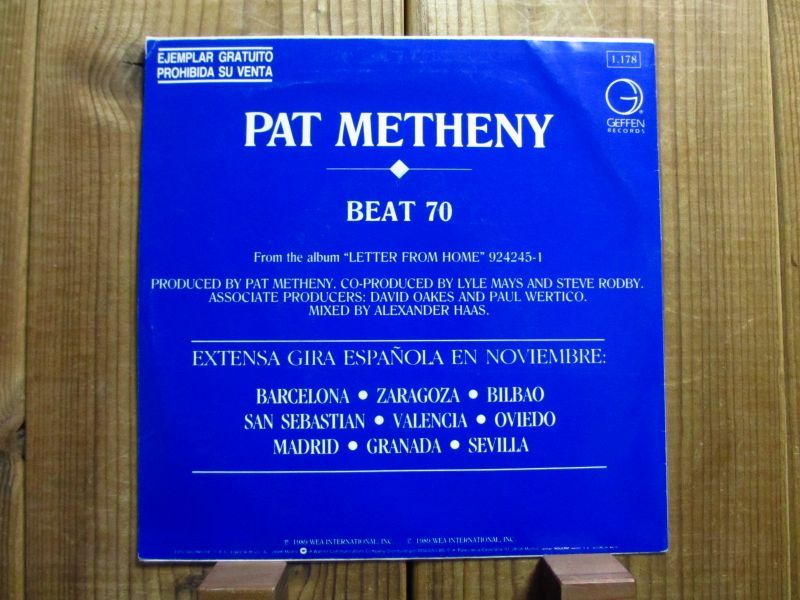 EJEMPLAR GRATUITO
PROHIBIDA SU VENTA
1.178
GEFFEN
RECORDS
PAT METHENY
BEAT 70
From the album “LETTER FROM HOME” 924245-1
PRODUCED BY PAT METHENY. CO-PRODUCED BY LYLE MAYS AND STEVE RODBY.
ASSOCIATE PRODUCERS: DAVID OAKES AND PAUL WERTICO.
MIXED BY ALEXANDER HAAS.
EXTENSA GIRA ESPAÑOLA EN NOVIEMBRE:
BARCELONA • ZARAGOZA • BILBAO
SAN SEBASTIAN • VALENCIA • OVIEDO
MADRID • GRANADA • SEVILLA
℗ 1989 WEA INTERNATIONAL, INC. © 1989 WEA INTERNATIONAL, INC.